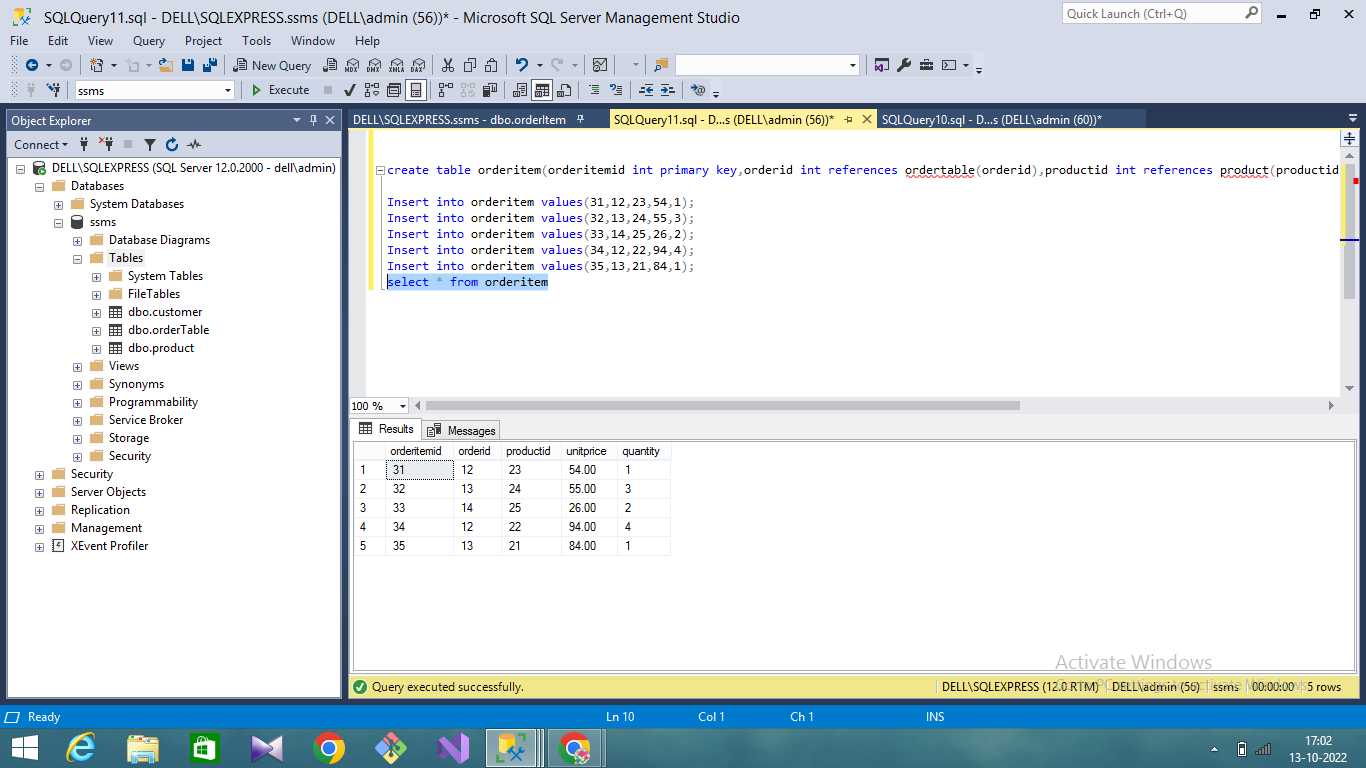 SQLQuery11.sql - DELL\SQLEXPRESS.ssms (DELL\admin (56))* - Microsoft SQL Server Management Studio
Quick Launch (Ctrl+Q)
File Edit View Query Project Tools Window Help
New Query MDX DMX XMLA DAX
ssms Execute
Object Explorer
Connect
DELL\SQLEXPRESS (SQL Server 12.0.2000 - dell\admin)
Databases
System Databases
ssms
Database Diagrams
Tables
System Tables
FileTables
dbo.customer
dbo.orderTable
dbo.product
Views
Synonyms
Programmability
Service Broker
Storage
Security
Security
Server Objects
Replication
Management
XEvent Profiler
DELL\SQLEXPRESS.ssms - dbo.orderItem SQLQuery11.sql - D...s (DELL\admin (56))* SQLQuery10.sql - D...s (DELL\admin (60))*
create table orderitem(orderitemid int primary key,orderid int references ordertable(orderid),productid int references product(productid
Insert into orderitem values(31,12,23,54,1);
Insert into orderitem values(32,13,24,55,3);
Insert into orderitem values(33,14,25,26,2);
Insert into orderitem values(34,12,22,94,4);
Insert into orderitem values(35,13,21,84,1);
select * from orderitem
100 %
Results Messages
orderitemid orderid productid unitprice quantity
1 31 12 23 54.00 1
2 32 13 24 55.00 3
3 33 14 25 26.00 2
4 34 12 22 94.00 4
5 35 13 21 84.00 1
Activate Windows
Go to PC settings to activate Windows.
Query executed successfully. DELL\SQLEXPRESS (12.0 RTM) DELL\admin (56) ssms 00:00:00 5 rows
Ready Ln 10 Col 1 Ch 1 INS
17:02
13-10-2022